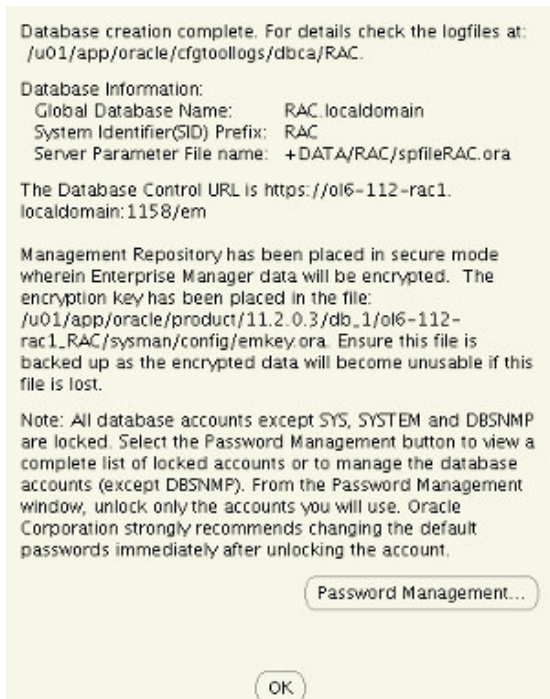 Database creation complete. For details check the logfiles at:
/u01/app/oracle/cfgtoollogs/dbca/RAC.
Database Information:
Global Database Name: RAC.localdomain
System Identifier(SID) Prefix: RAC
Server Parameter File name: +DATA/RAC/spfileRAC.ora
The Database Control URL is https://ol6-112-rac1.
localdomain:1158/em
Management Repository has been placed in secure mode
wherein Enterprise Manager data will be encrypted. The
encryption key has been placed in the file:
/u01/app/oracle/product/11.2.0.3/db_1/ol6-112-
rac1_RAC/sysman/config/emkey.ora. Ensure this file is
backed up as the encrypted data will become unusable if this
file is lost.
Note: All database accounts except SYS, SYSTEM and DBSNMP
are locked. Select the Password Management button to view a
complete list of locked accounts or to manage the database
accounts (except DBSNMP). From the Password Management
window, unlock only the accounts you will use. Oracle
Corporation strongly recommends changing the default
passwords immediately after unlocking the account.
Password Management...
OK